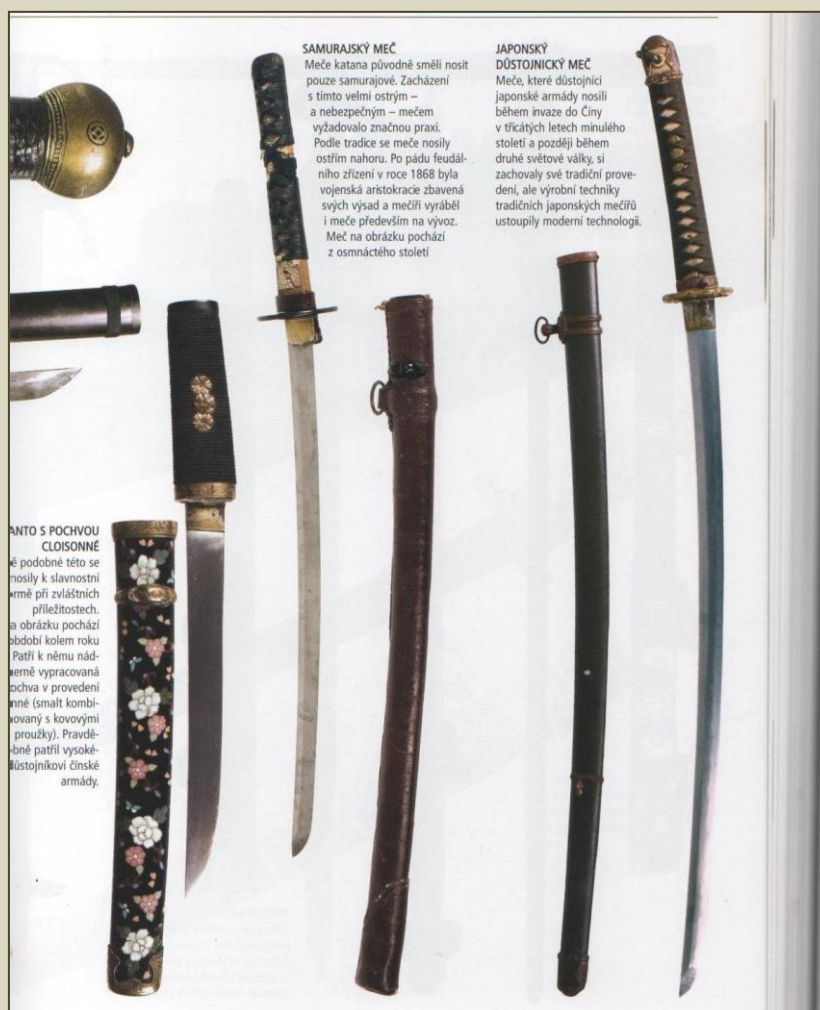 SAMURAJSKÝ MEČ
Meče katana původně směli nosit
pouze samurajové. Zacházení
s tímto velmi ostrým –
a nebezpečným – mečem
vyžadovalo značnou praxi.
Podle tradice se meče nosily
ostřím nahoru. Po pádu feudál-
ního zřízení v roce 1868 byla
vojenská aristokracie zbavená
svých výsad a mečíři vyráběl
i meče především na vývoz.
Meč na obrázku pochází
z osmnáctého století
JAPONSKÝ
DŮSTOJNICKÝ MEČ
Meče, které důstojníci
japonské armády nosili
během invaze do Číny
v třicátých letech minulého
století a později během
druhé světové války, si
zachovaly své tradiční prove-
dení, ale výrobní techniky
tradičních japonských mečířů
ustoupily moderní technologii.
ANTO S POCHVOU
CLOISONNÉ
podobné této se
nosily k slavnostní
při zvláštních
příležitostech.
obrázku pochází
období kolem roku
Patří k němu nád-
vypracovaná
v provedení
(smalt kombi-
s kovovými
proužky). Pravdě-
patřil vysoké-
důstojníkovi čínské
armády.